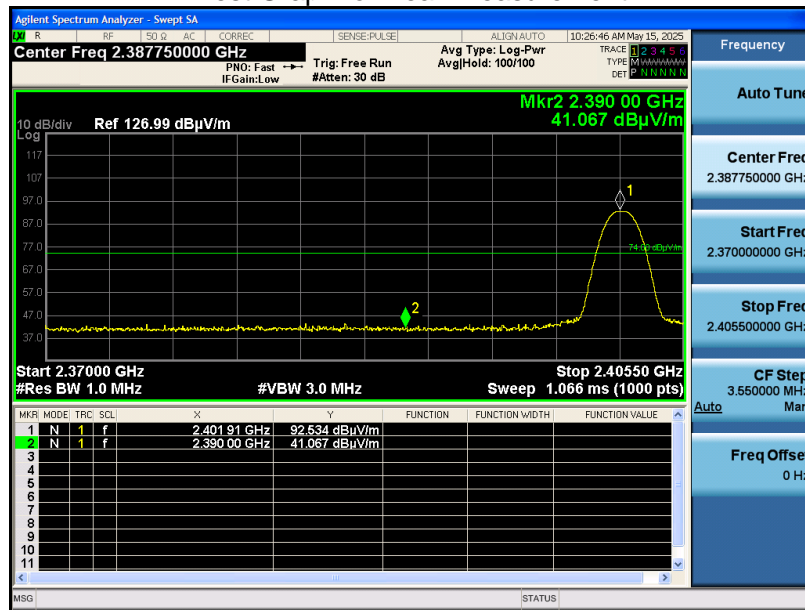 Agilent Spectrum Analyzer - Swept SA
LXI R RF 50 Ω AC CORREC SENSE:PULSE ALIGN AUTO 10:26:46 AM May 15, 2025
Center Freq 2.387750000 GHz
PNO: Fast
IFGain:Low
Trig: Free Run
#Atten: 30 dB
Avg Type: Log-Pwr
Avg|Hold: 100/100
TRACE 1 2 3 4 5 6
TYPE M WWWWW
DET P N N N N N
Mkr2 2.390 00 GHz
41.067 dBµV/m
10 dB/div Ref 126.99 dBµV/m
Log
117
107
97.0
87.0
77.0
67.0
57.0
47.0
37.0
1
74.00 dBµV/m
2
Start 2.37000 GHz Stop 2.40550 GHz
#Res BW 1.0 MHz #VBW 3.0 MHz Sweep 1.066 ms (1000 pts)
MKR MODE TRC SCL X Y FUNCTION FUNCTION WIDTH FUNCTION VALUE
1 N 1 f 2.401 91 GHz 92.534 dBµV/m
2 N 1 f 2.390 00 GHz 41.067 dBµV/m
3
4
5
6
7
8
9
10
11
MSG STATUS
Frequency
Auto Tune
Center Freq
2.387750000 GHz
Start Freq
2.370000000 GHz
Stop Freq
2.405500000 GHz
CF Step
3.550000 MHz
Auto Man
Freq Offset
0 Hz